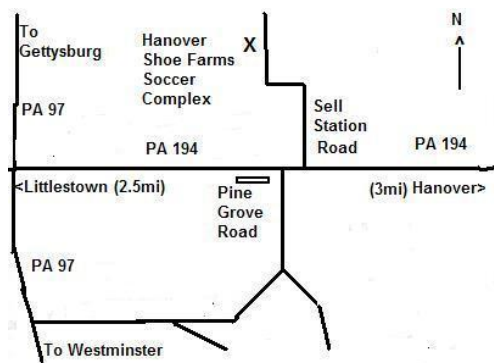 To
Gettysburg
Hanover
Shoe Farms
Soccer
Complex
X
N
^
PA 97
Sell
Station
Road
PA 194
PA 194
<Littlestown (2.5mi)
Pine
Grove
Road
(3mi) Hanover>
PA 97
To Westminster